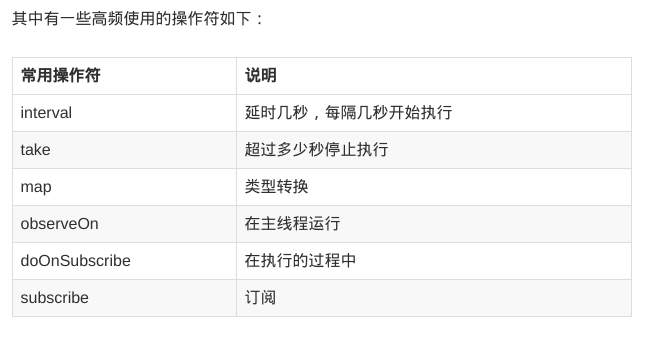 其中有一些高频使用的操作符如下：
常用操作符 说明
interval 延时几秒，每隔几秒开始执行
take 超过多少秒停止执行
map 类型转换
observeOn 在主线程运行
doOnSubscribe 在执行的过程中
subscribe 订阅